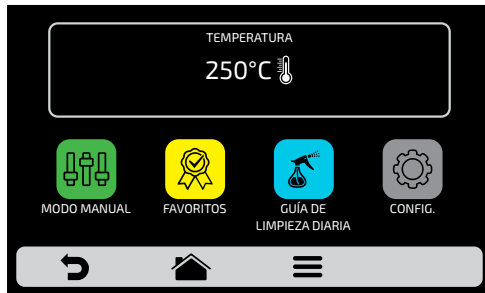 TEMPERATURA
250°C
MODO MANUAL
FAVORITOS
GUÍA DE
LIMPIEZA DIARIA
CONFIG.